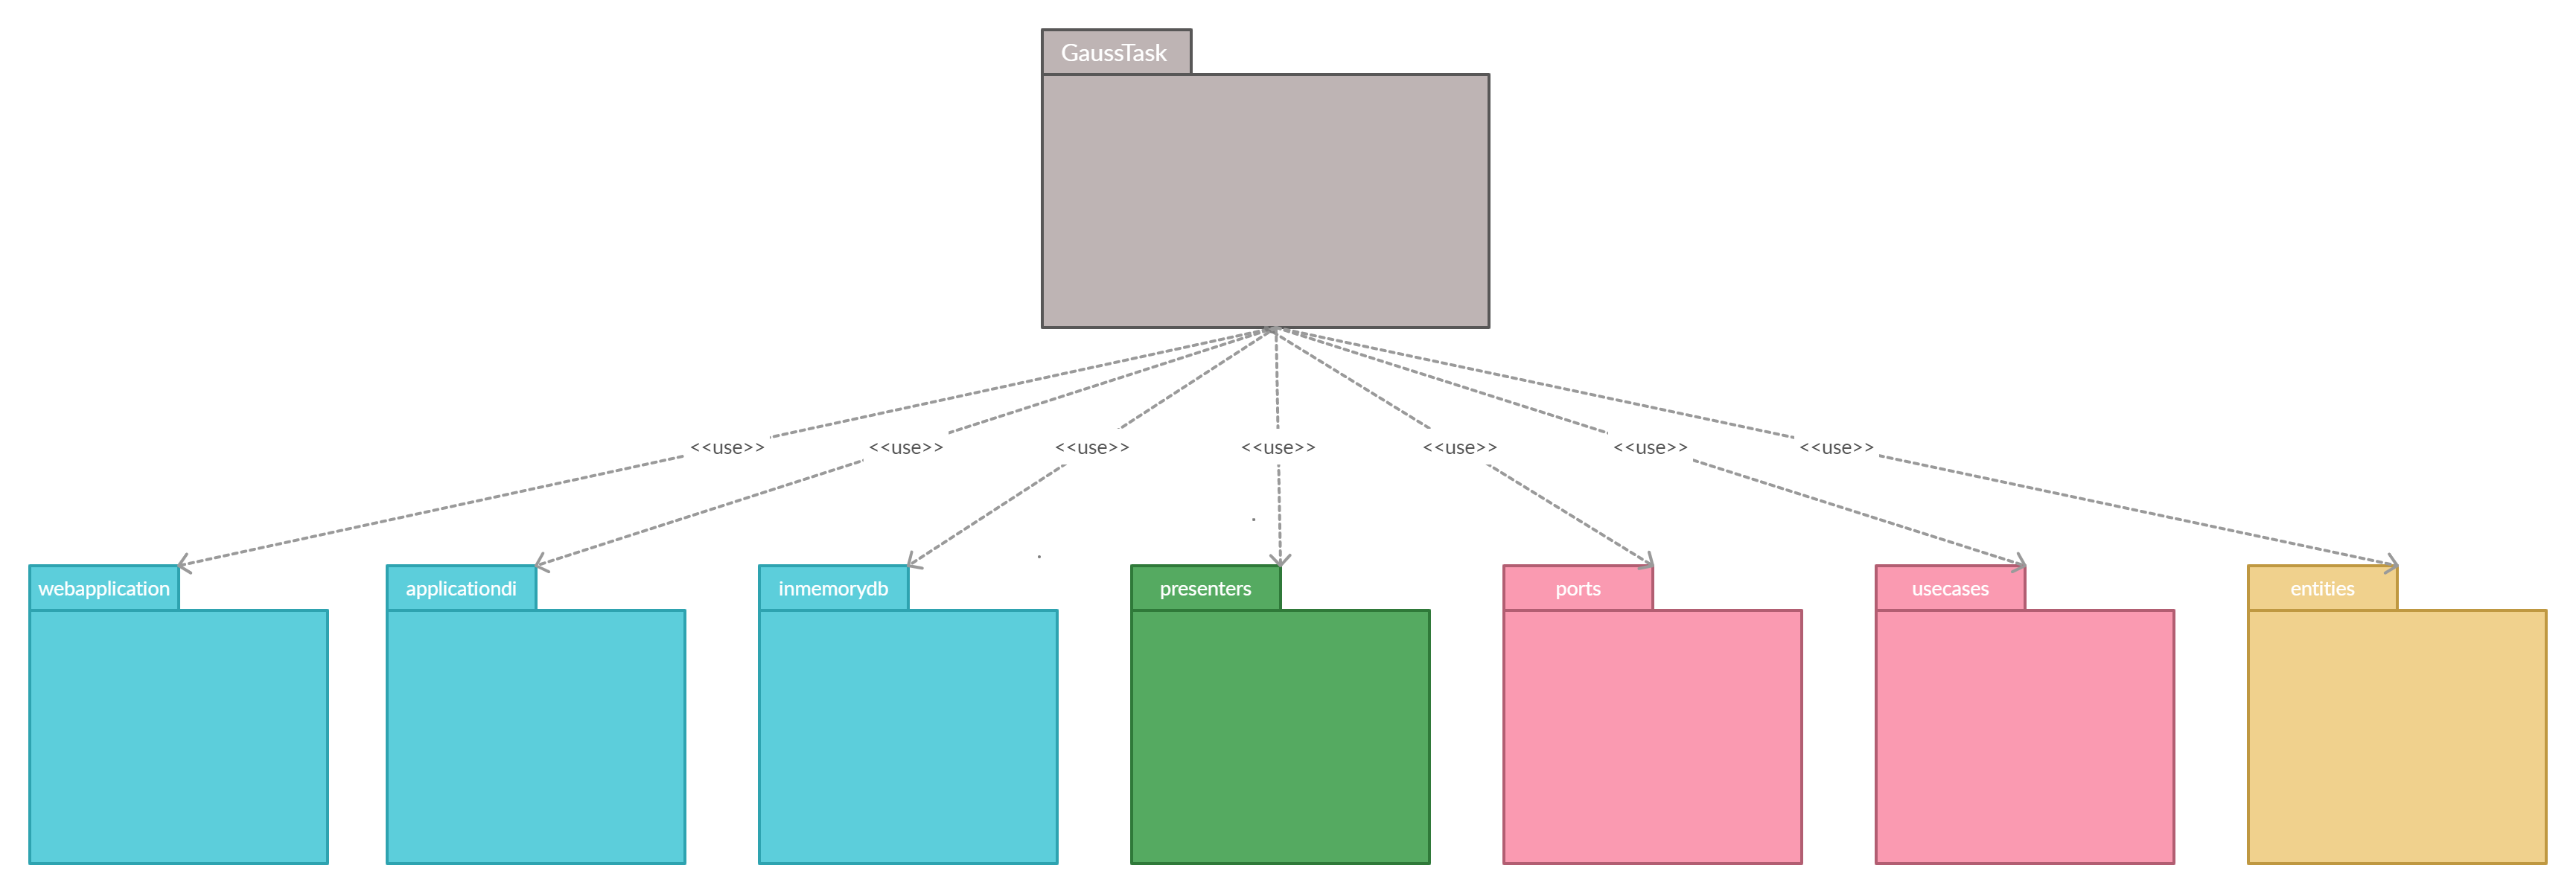 GaussTask
<<use>> <<use>> <<use>> <<use>> <<use>> <<use>> <<use>>
webapplication applicationdi inmemorydb presenters ports usecases entities